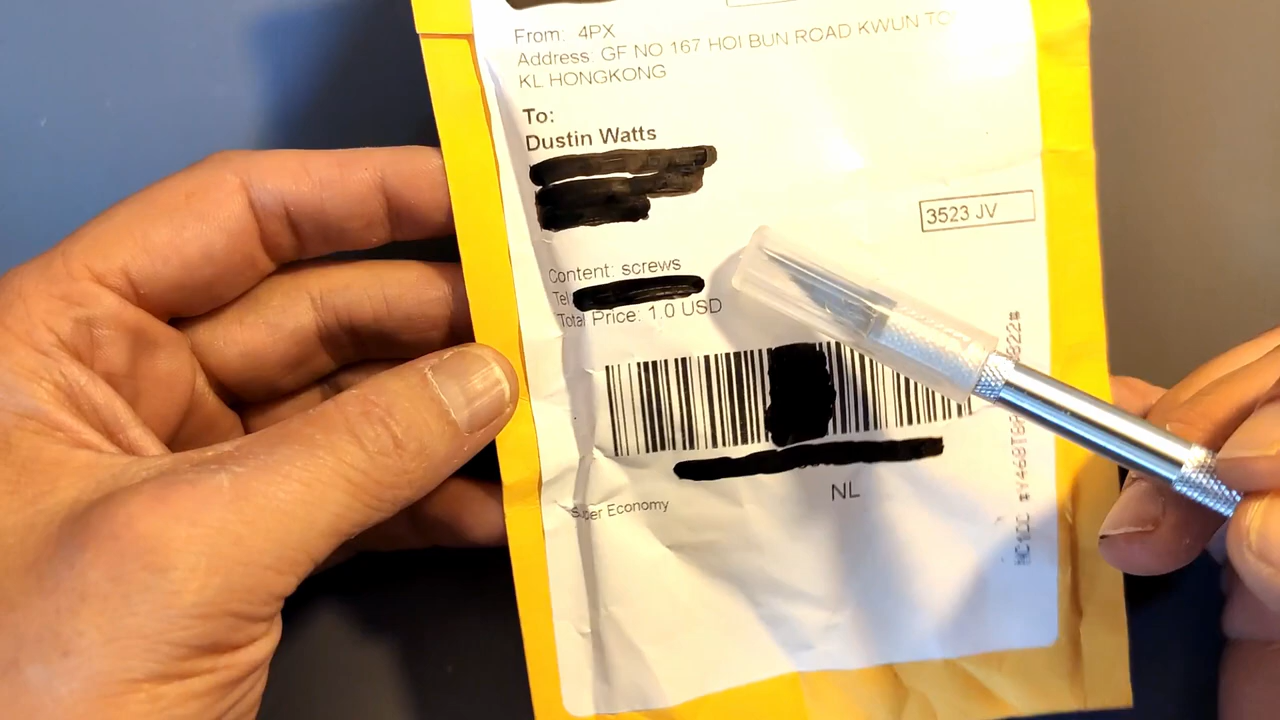 From: 4PX
Address: GF NO 167 HOI BUN ROAD KWUN
KL HONGKONG
To:
Dustin Watts
3523 JV
Content: screws
Tel
Total Price: 1.0 USD
NL
Super Economy